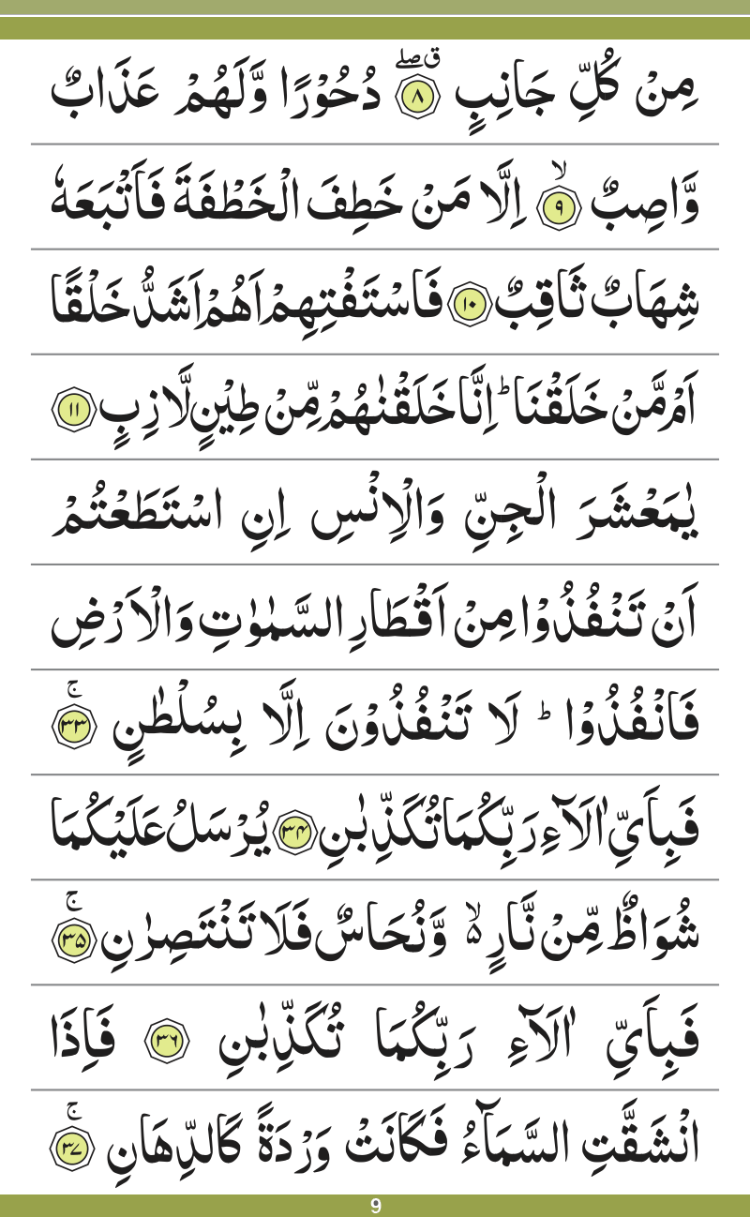 مِنْ كُلِّ جَانِبٍ ۝٨ ق صلے دُحُوْرًا وَّلَهُمْ عَذَابٌ
وَّاصِبٌ ۝٩ۙ اِلَّا مَنْ خَطِفَ الْخَطْفَةَ فَاَتْبَعَهٗ
شِهَابٌ ثَاقِبٌ ۝١٠ فَاسْتَفْتِهِمْ اَهُمْ اَشَدُّ خَلْقًا
اَمْ مَّنْ خَلَقْنَا ؕ اِنَّا خَلَقْنٰهُمْ مِّنْ طِيْنٍ لَّازِبٍ ۝١١
يٰمَعْشَرَ الْجِنِّ وَالْاِنْسِ اِنِ اسْتَطَعْتُمْ
اَنْ تَنْفُذُوْا مِنْ اَقْطَارِ السَّمٰوٰتِ وَالْاَرْضِ
فَانْفُذُوْا ؕ لَا تَنْفُذُوْنَ اِلَّا بِسُلْطٰنٍ ۝٣٣ۚ
فَبِاَيِّ اٰلَآءِ رَبِّكُمَا تُكَذِّبٰنِ ۝٣٤ يُرْسَلُ عَلَيْكُمَا
شُوَاظٌ مِّنْ نَّارٍ ۙ۬ وَّنُحَاسٌ فَلَا تَنْتَصِرٰنِ ۝٣٥ۚ
فَبِاَيِّ اٰلَآءِ رَبِّكُمَا تُكَذِّبٰنِ ۝٣٦ فَاِذَا
انْشَقَّتِ السَّمَآءُ فَكَانَتْ وَرْدَةً كَالدِّهَانِ ۝٣٧ۚ
9